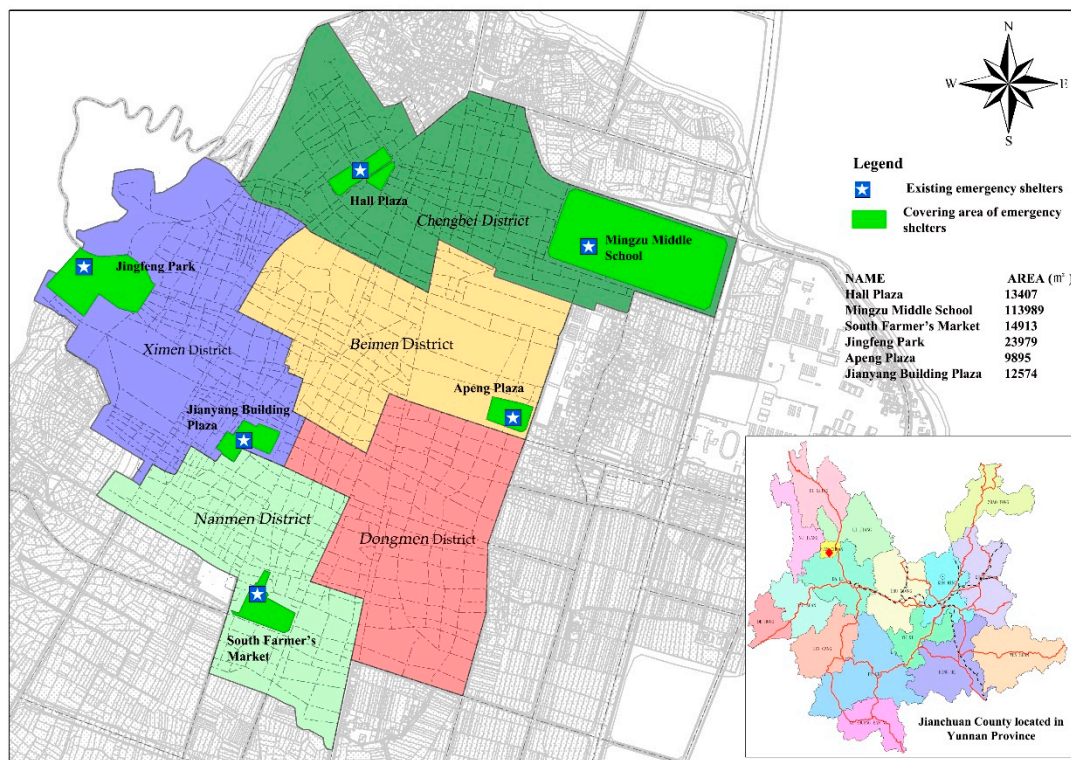 N
W
E
S
Legend
Existing emergency shelters
Covering area of emergency
shelters
NAME AREA (㎡)
Hall Plaza 13407
Mingzu Middle School 113989
South Farmer's Market 14913
Jingfeng Park 23979
Apeng Plaza 9895
Jianyang Building Plaza 12574
Hall Plaza
Chengbei District
Mingzu Middle
School
Jingfeng Park
Ximen District
Beimen District
Apeng Plaza
Jianyang Building
Plaza
Nanmen District
Dongmen District
South Farmer's
Market
Jianchuan County located in
Yunnan Province